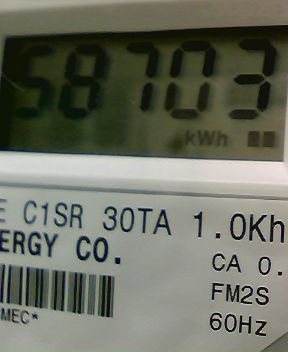 58703
kWh
E C1SR 30TA 1.0Kh
ERGY CO.
CA 0.
FM2S
MEC*
60Hz